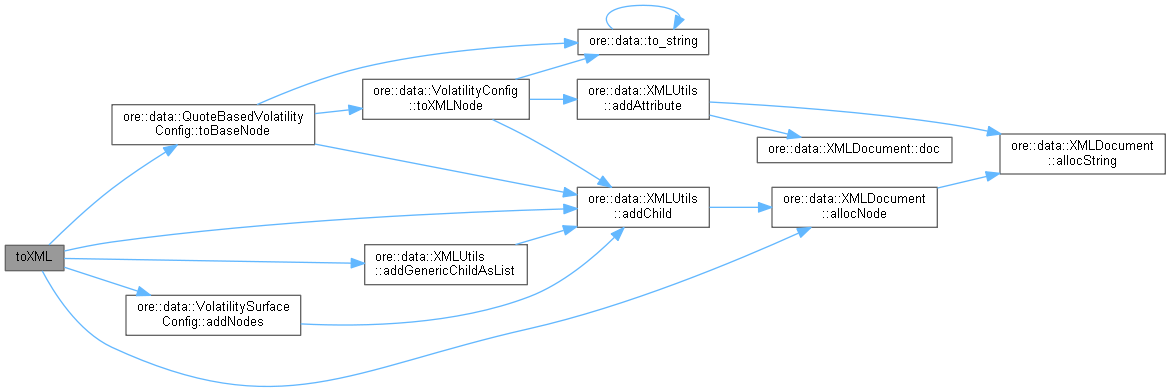 toXML
ore::data::QuoteBasedVolatility
Config::toBaseNode
ore::data::to_string
ore::data::VolatilityConfig
::toXMLNode
ore::data::XMLUtils
::addAttribute
ore::data::XMLDocument::doc
ore::data::XMLDocument
::allocString
ore::data::XMLUtils
::addChild
ore::data::XMLDocument
::allocNode
ore::data::XMLUtils
::addGenericChildAsList
ore::data::VolatilitySurface
Config::addNodes